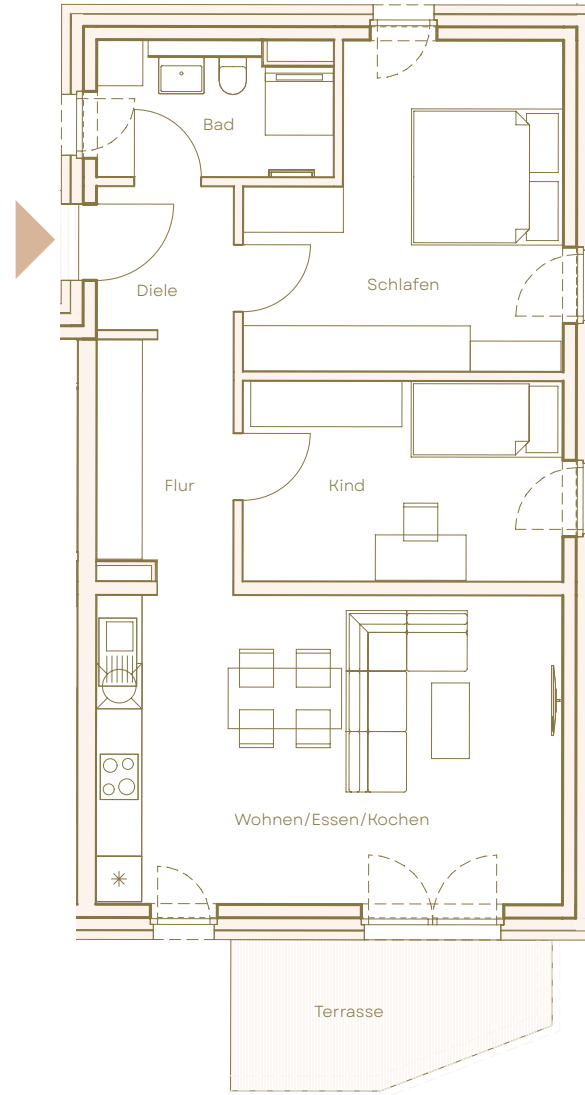 Bad
Diele
Schlafen
Flur
Kind
Wohnen/Essen/Kochen
Terrasse